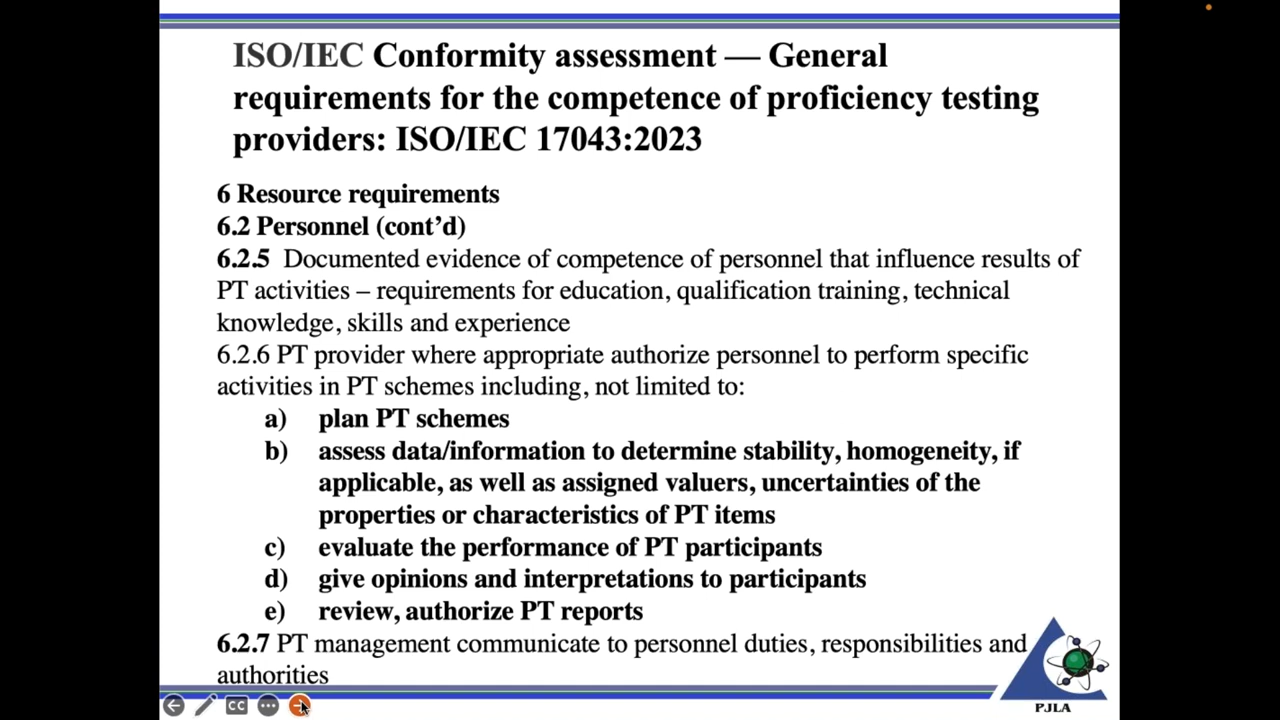 ISO/IEC Conformity assessment — General
requirements for the competence of proficiency testing
providers: ISO/IEC 17043:2023
6 Resource requirements
6.2 Personnel (cont’d)
6.2.5 Documented evidence of competence of personnel that influence results of
PT activities – requirements for education, qualification training, technical
knowledge, skills and experience
6.2.6 PT provider where appropriate authorize personnel to perform specific
activities in PT schemes including, not limited to:
a) plan PT schemes
b) assess data/information to determine stability, homogeneity, if
applicable, as well as assigned valuers, uncertainties of the
properties or characteristics of PT items
c) evaluate the performance of PT participants
d) give opinions and interpretations to participants
e) review, authorize PT reports
6.2.7 PT management communicate to personnel duties, responsibilities and
authorities
CC
PJLA